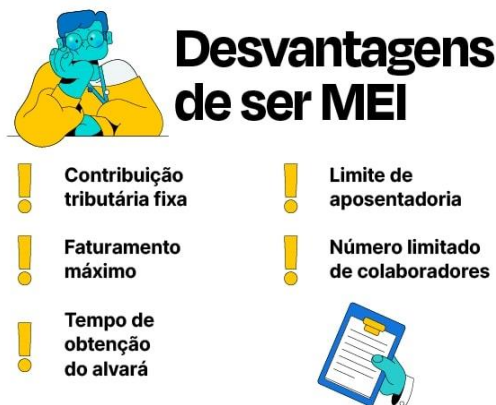 Desvantagens
de ser MEI
Contribuição
tributária fixa
Faturamento
máximo
Tempo de
obtenção
do alvará
Limite de
aposentadoria
Número limitado
de colaboradores